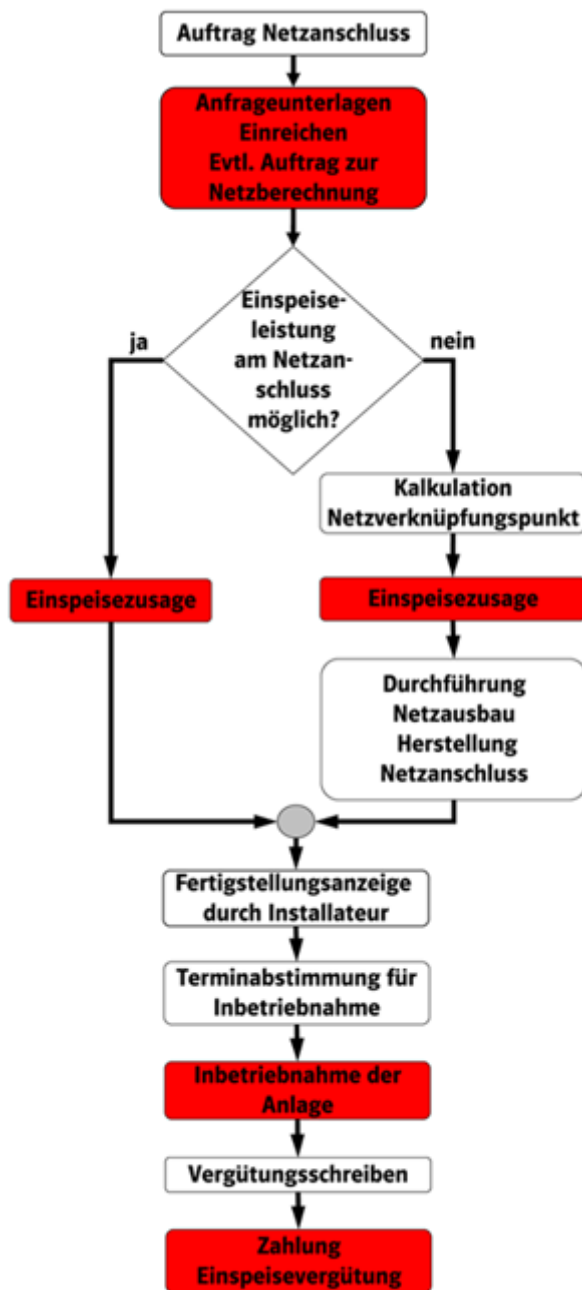 Auftrag Netzanschluss
Anfrageunterlagen
Einreichen
Evtl. Auftrag zur
Netzberechnung
Einspeise-
leistung
am Netzan-
schluss
möglich?
ja
nein
Kalkulation
Netzverknüpfungspunkt
Einspeisezusage
Einspeisezusage
Durchführung
Netzausbau
Herstellung
Netzanschluss
Fertigstellungsanzeige
durch Installateur
Terminabstimmung für
Inbetriebnahme
Inbetriebnahme der
Anlage
Vergütungsschreiben
Zahlung
Einspeisevergütung